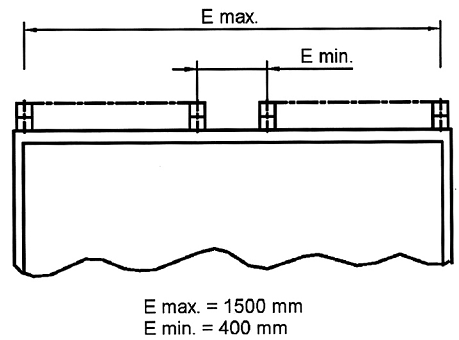 E max.
E min.
E max. = 1500 mm
E min. = 400 mm